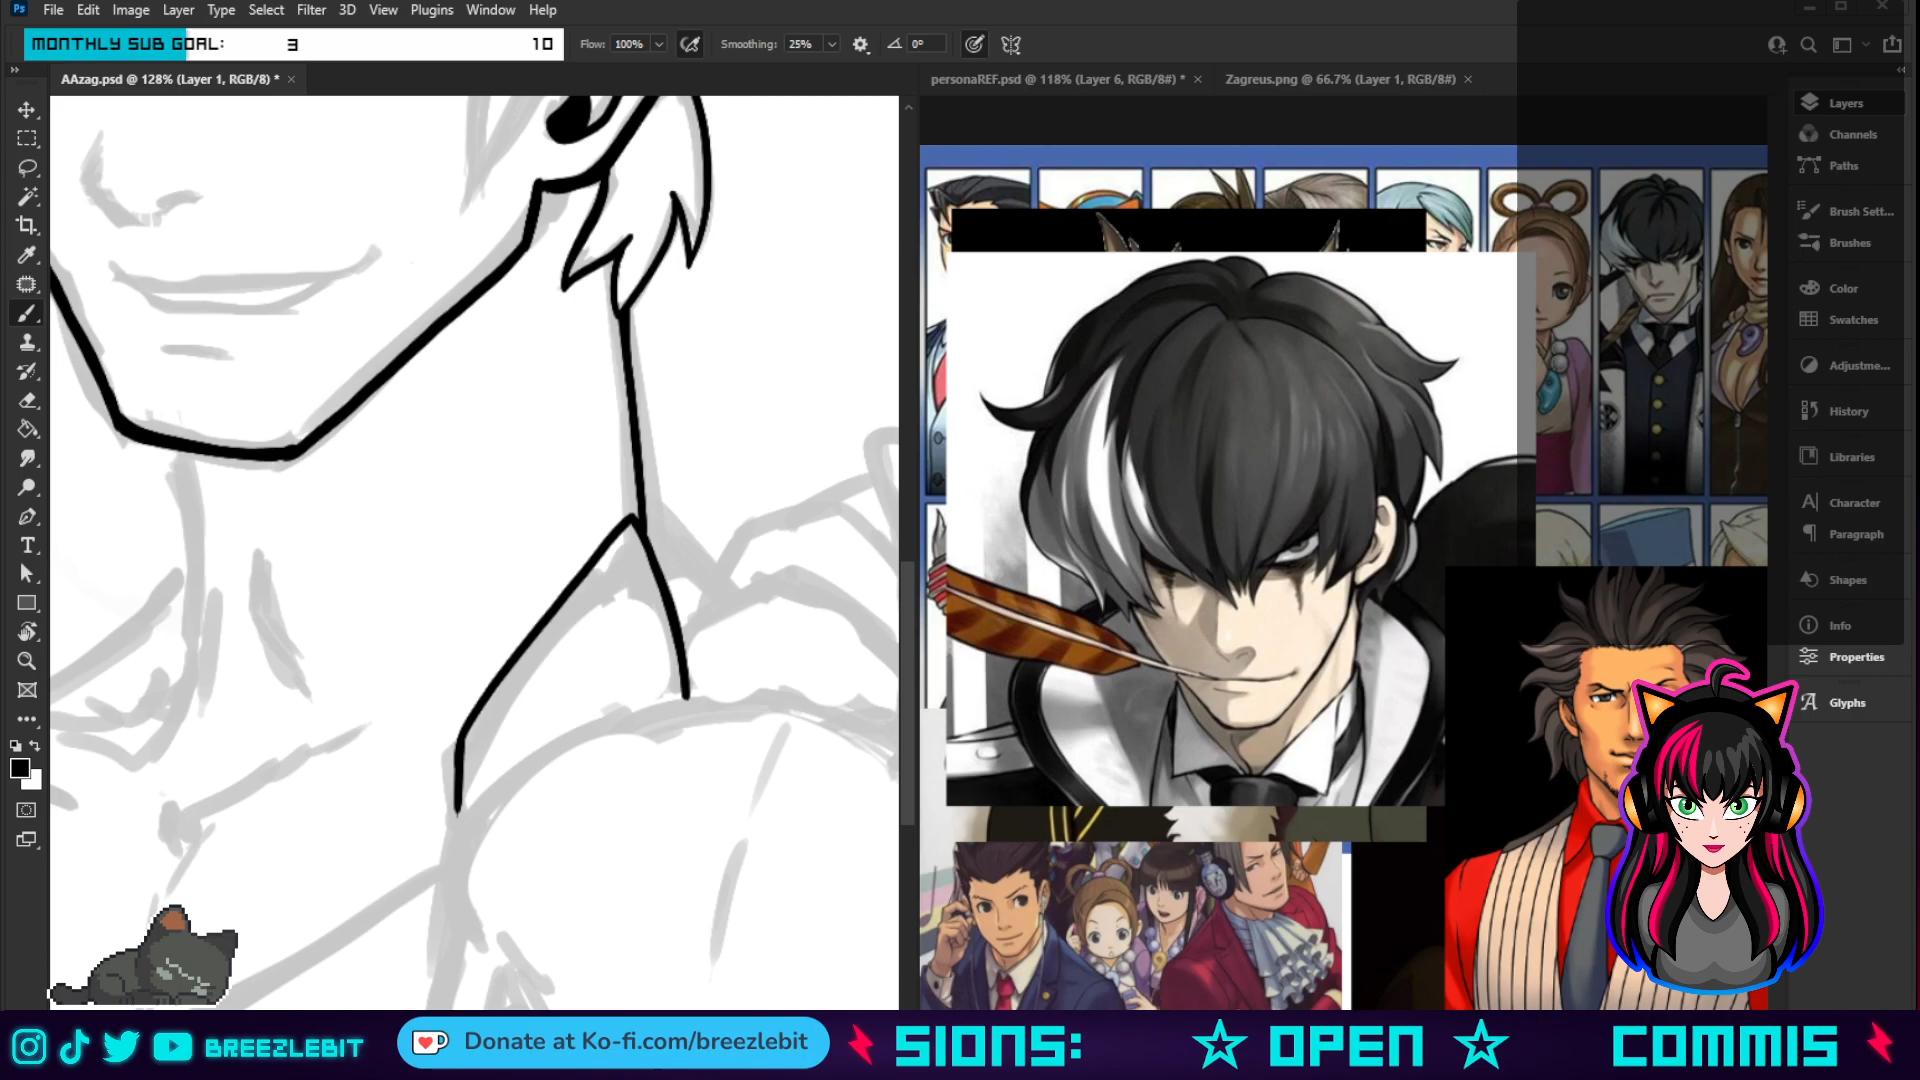 Ps File Edit Image Layer Type Select Filter 3D View Plugins Window Help
MONTHLY SUB GOAL: 3 10
Flow: 100% Smoothing: 25% 0°
AAzag.psd @ 128% (Layer 1, RGB/8) * ×
personaREF.psd @ 118% (Layer 6, RGB/8#) * ×
Zagreus.png @ 66.7% (Layer 1, RGB/8#) ×
Layers
Channels
Paths
Brush Sett...
Brushes
Color
Swatches
Adjustme...
History
Libraries
Character
Paragraph
Shapes
Info
Properties
Glyphs
BREEZLEBIT
Donate at Ko-fi.com/breezlebit
SIONS: ☆ OPEN ☆ COMMIS